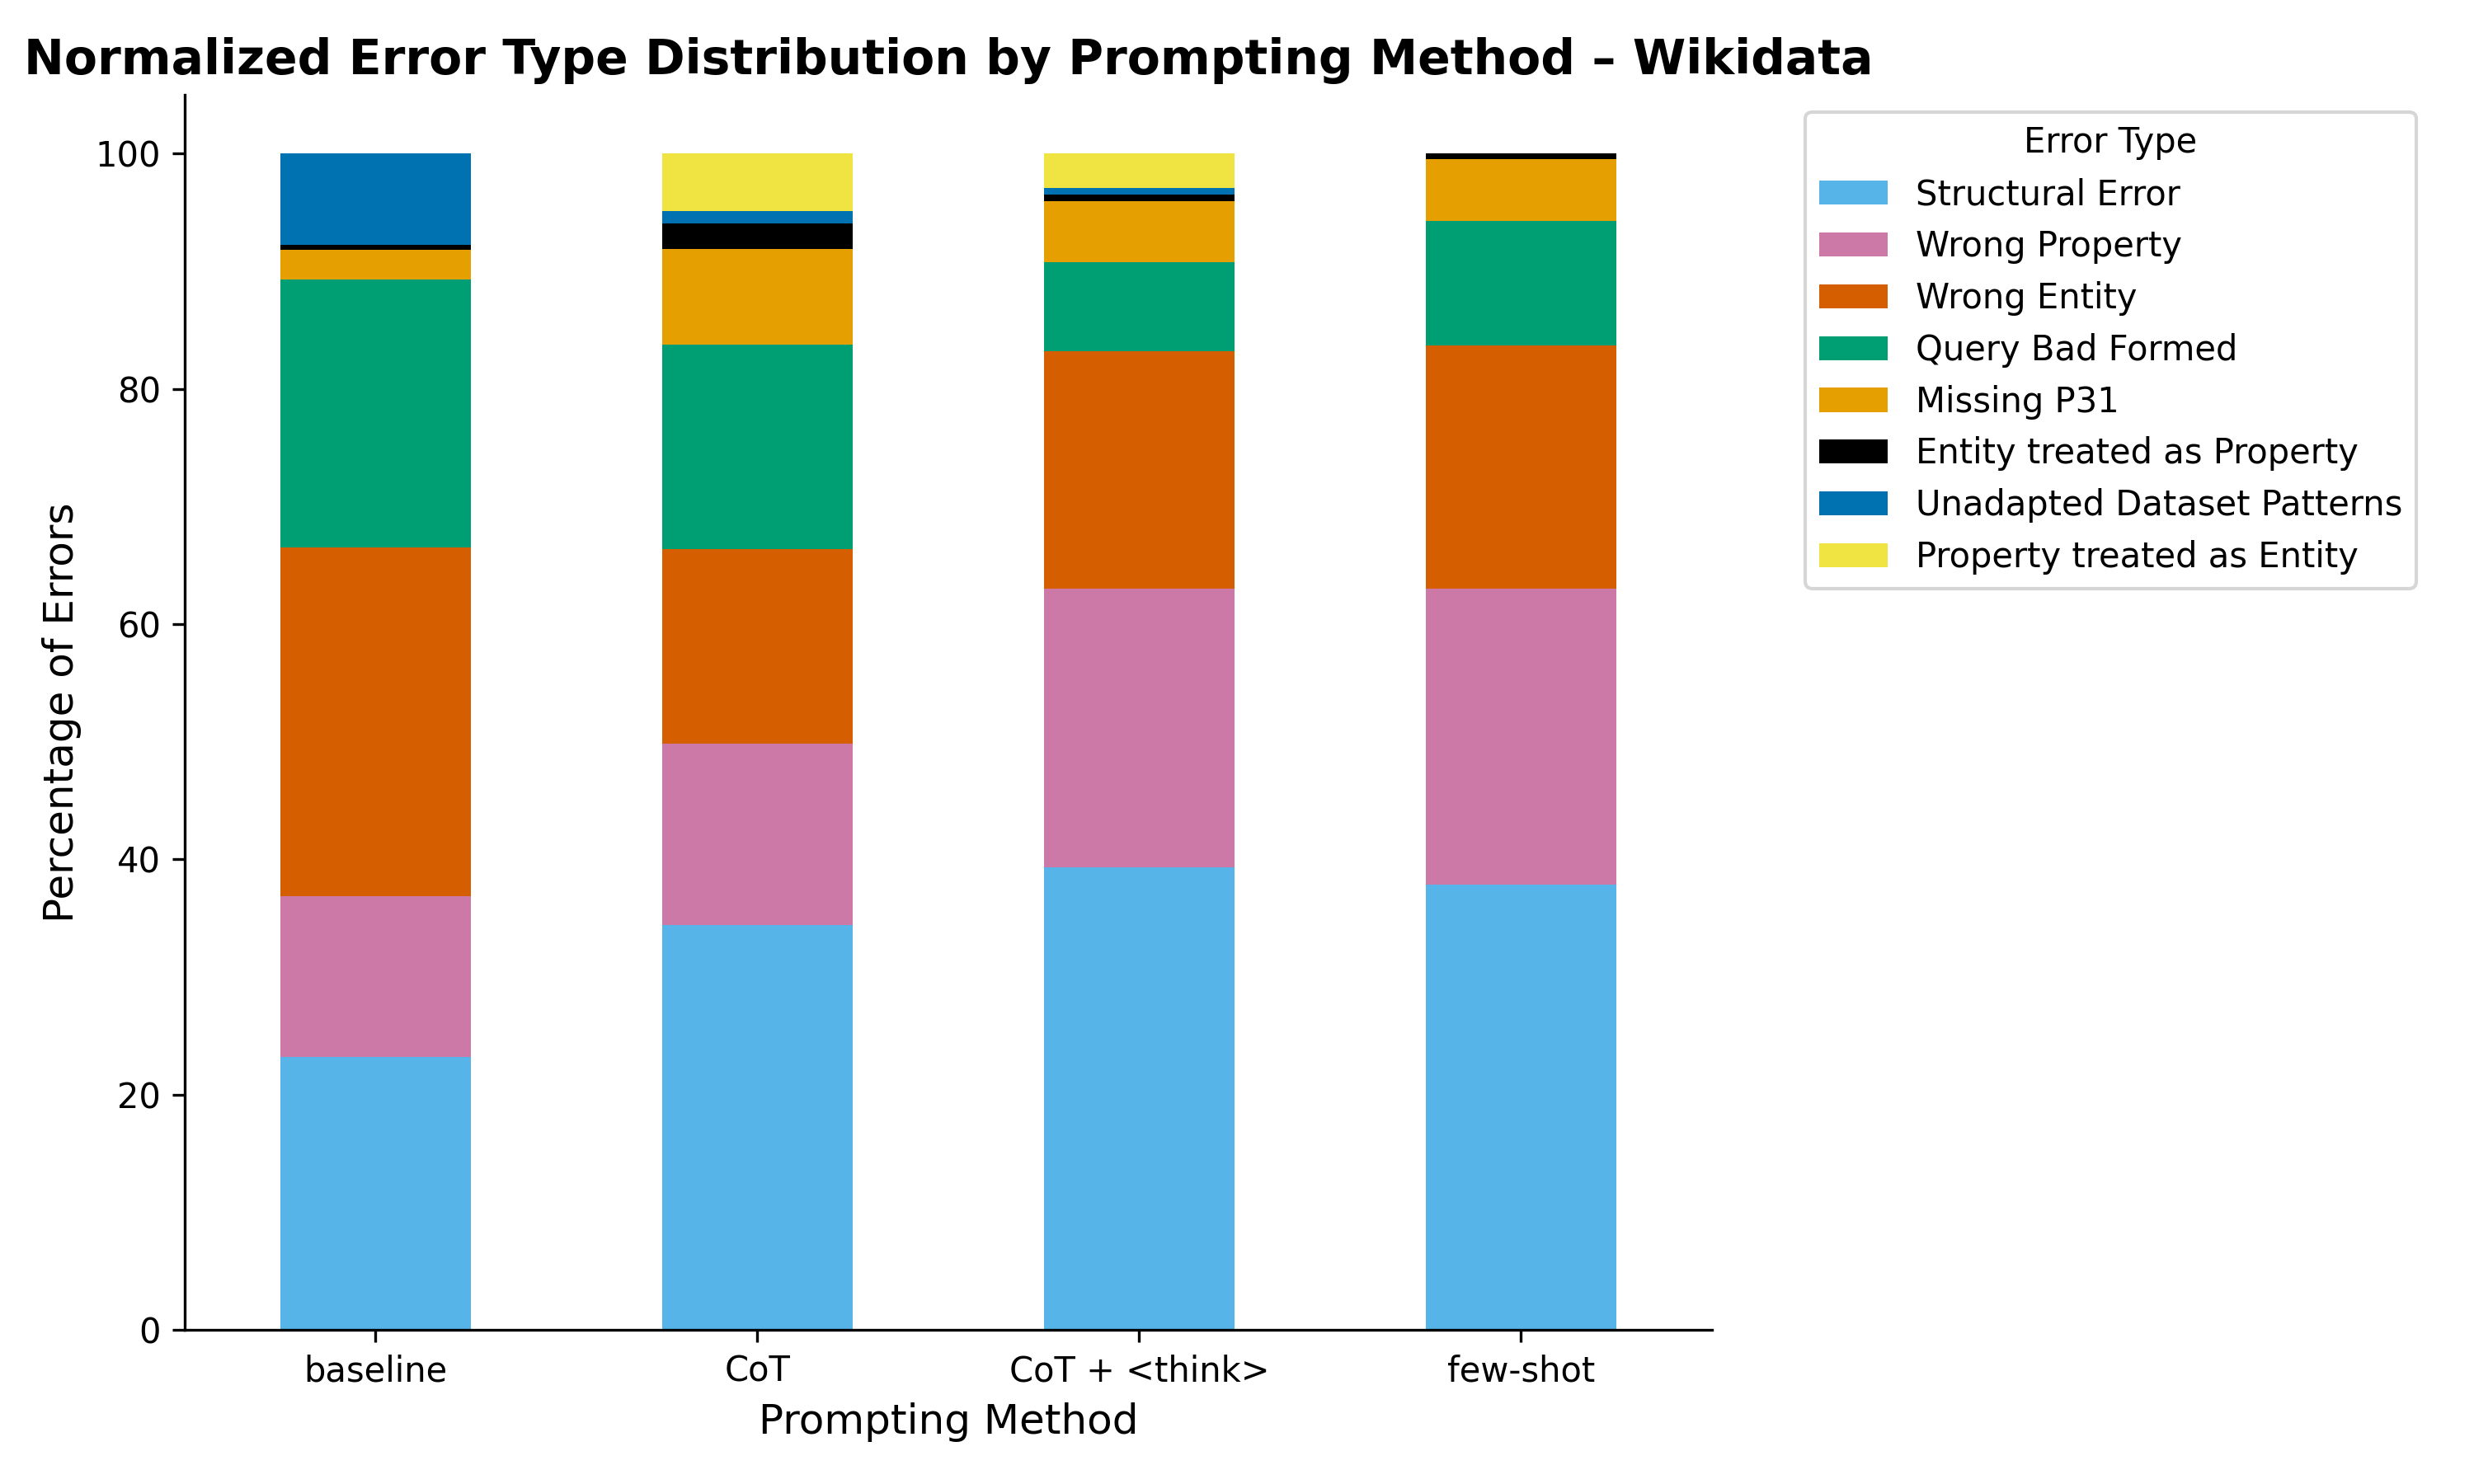 Normalized Error Type Distribution by Prompting Method – Wikidata
Percentage of Errors
100
80
60
40
20
0
baseline
CoT
CoT + <think>
few-shot
Prompting Method
Error Type
Structural Error
Wrong Property
Wrong Entity
Query Bad Formed
Missing P31
Entity treated as Property
Unadapted Dataset Patterns
Property treated as Entity